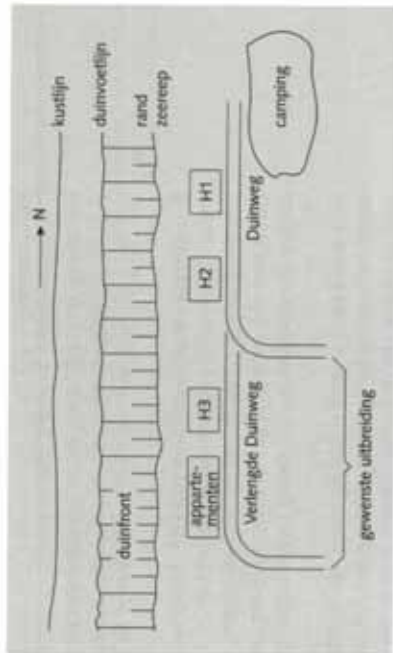 kustlijn
duinvoetlijn
rand
zeereep
N
duinfront
apparte-
menten
H3
H2
H1
Verlengde Duinweg
Duinweg
camping
gewenste uitbreiding